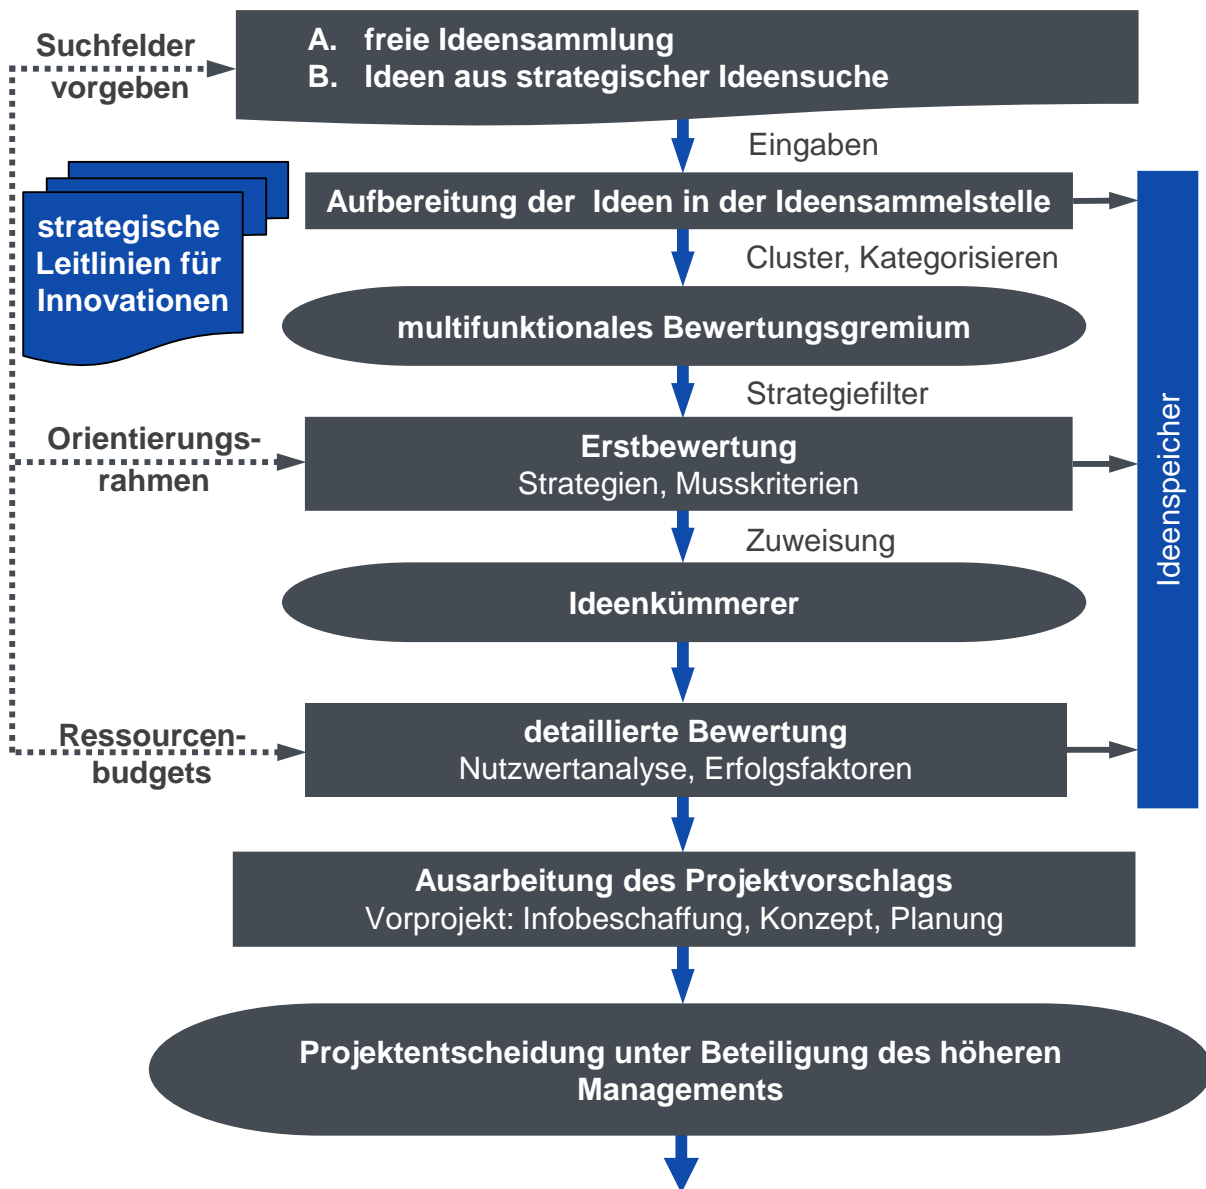 Suchfelder
vorgeben
A. freie Ideensammlung
B. Ideen aus strategischer Ideensuche
Eingaben
strategische
Leitlinien für
Innovationen
Aufbereitung der Ideen in der Ideensammelstelle
Cluster, Kategorisieren
multifunktionales Bewertungsgremium
Strategiefilter
Orientierungs-
rahmen
Erstbewertung
Strategien, Musskriterien
Zuweisung
Ideenkümmerer
Ressourcen-
budgets
detaillierte Bewertung
Nutzwertanalyse, Erfolgsfaktoren
Ideenspeicher
Ausarbeitung des Projektvorschlags
Vorprojekt: Infobeschaffung, Konzept, Planung
Projektentscheidung unter Beteiligung des höheren
Managements